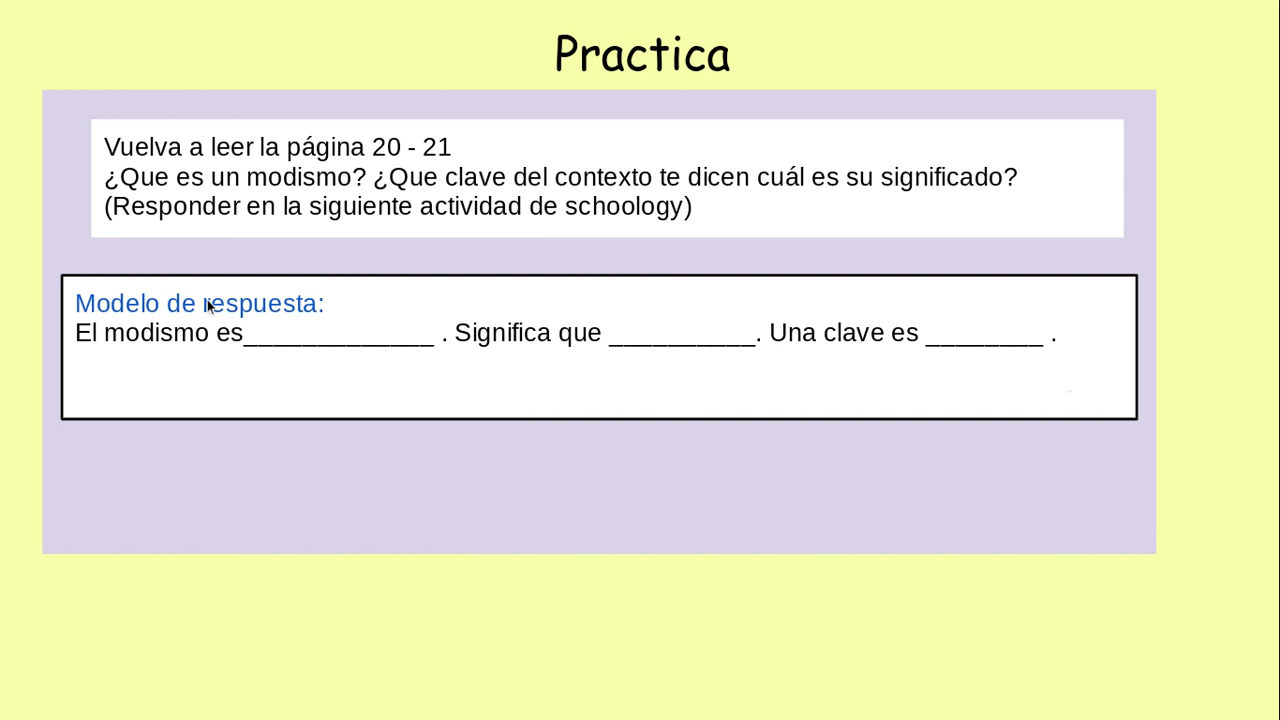 Practica
Vuelva a leer la página 20 - 21
¿Que es un modismo? ¿Que clave del contexto te dicen cuál es su significado?
(Responder en la siguiente actividad de schoology)
Modelo de respuesta:
El modismo es_____________ . Significa que __________. Una clave es ________ .